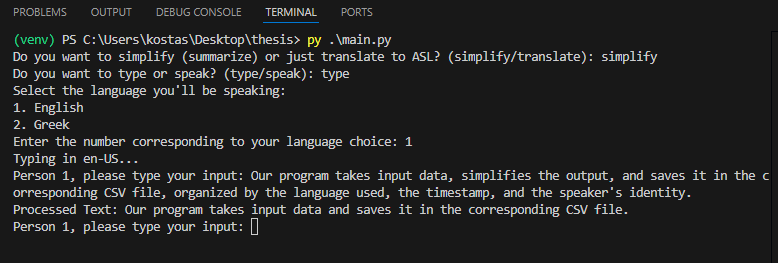 PROBLEMS OUTPUT DEBUG CONSOLE TERMINAL PORTS
(venv) PS C:\Users\kostas\Desktop\thesis> py .\main.py
Do you want to simplify (summarize) or just translate to ASL? (simplify/translate): simplify
Do you want to type or speak? (type/speak): type
Select the language you'll be speaking:
1. English
2. Greek
Enter the number corresponding to your language choice: 1
Typing in en-US...
Person 1, please type your input: Our program takes input data, simplifies the output, and saves it in the c
orresponding CSV file, organized by the language used, the timestamp, and the speaker's identity.
Processed Text: Our program takes input data and saves it in the corresponding CSV file.
Person 1, please type your input: